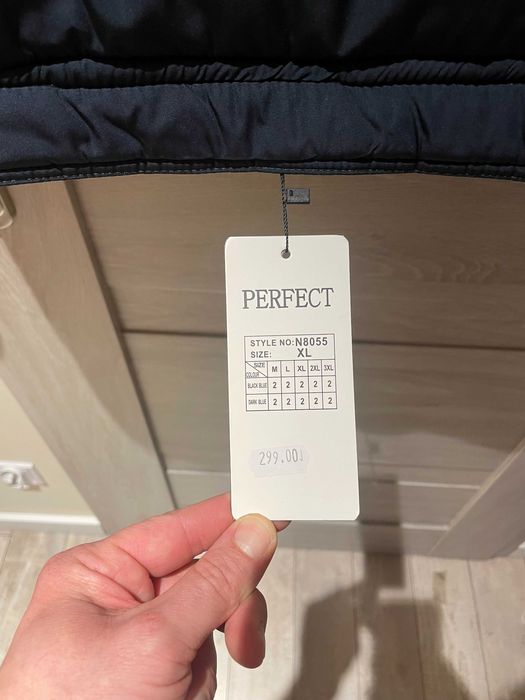 PERFECT
STYLE NO: N8055
SIZE: XL
SIZE COLOUR M L XL 2XL 3XL
BLACK BLUE 2 2 2 2 2
DARK BLUE 2 2 2 2 2
299.00